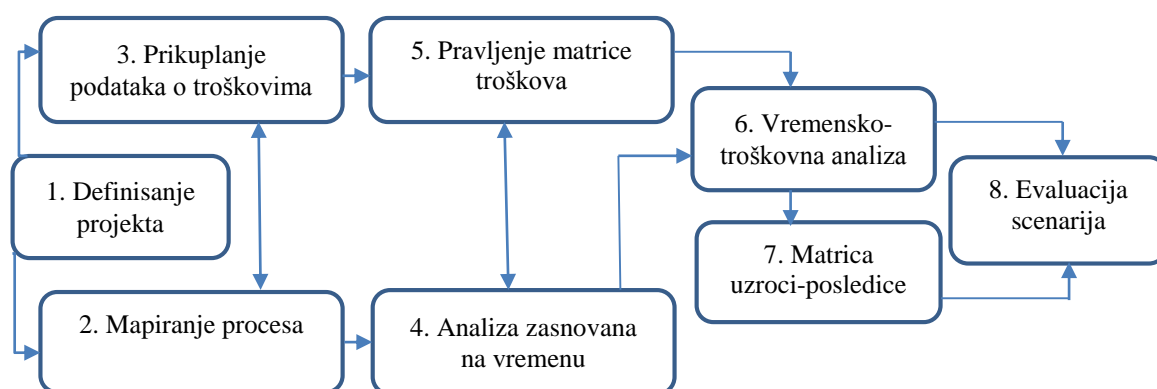 3. Prikuplanje
podataka o troškovima
5. Pravljenje matrice
troškova
6. Vremensko-
troškovna analiza
1. Definisanje
projekta
8. Evaluacija
scenarija
7. Matrica
uzroci-posledice
2. Mapiranje procesa
4. Analiza zasnovana
na vremenu